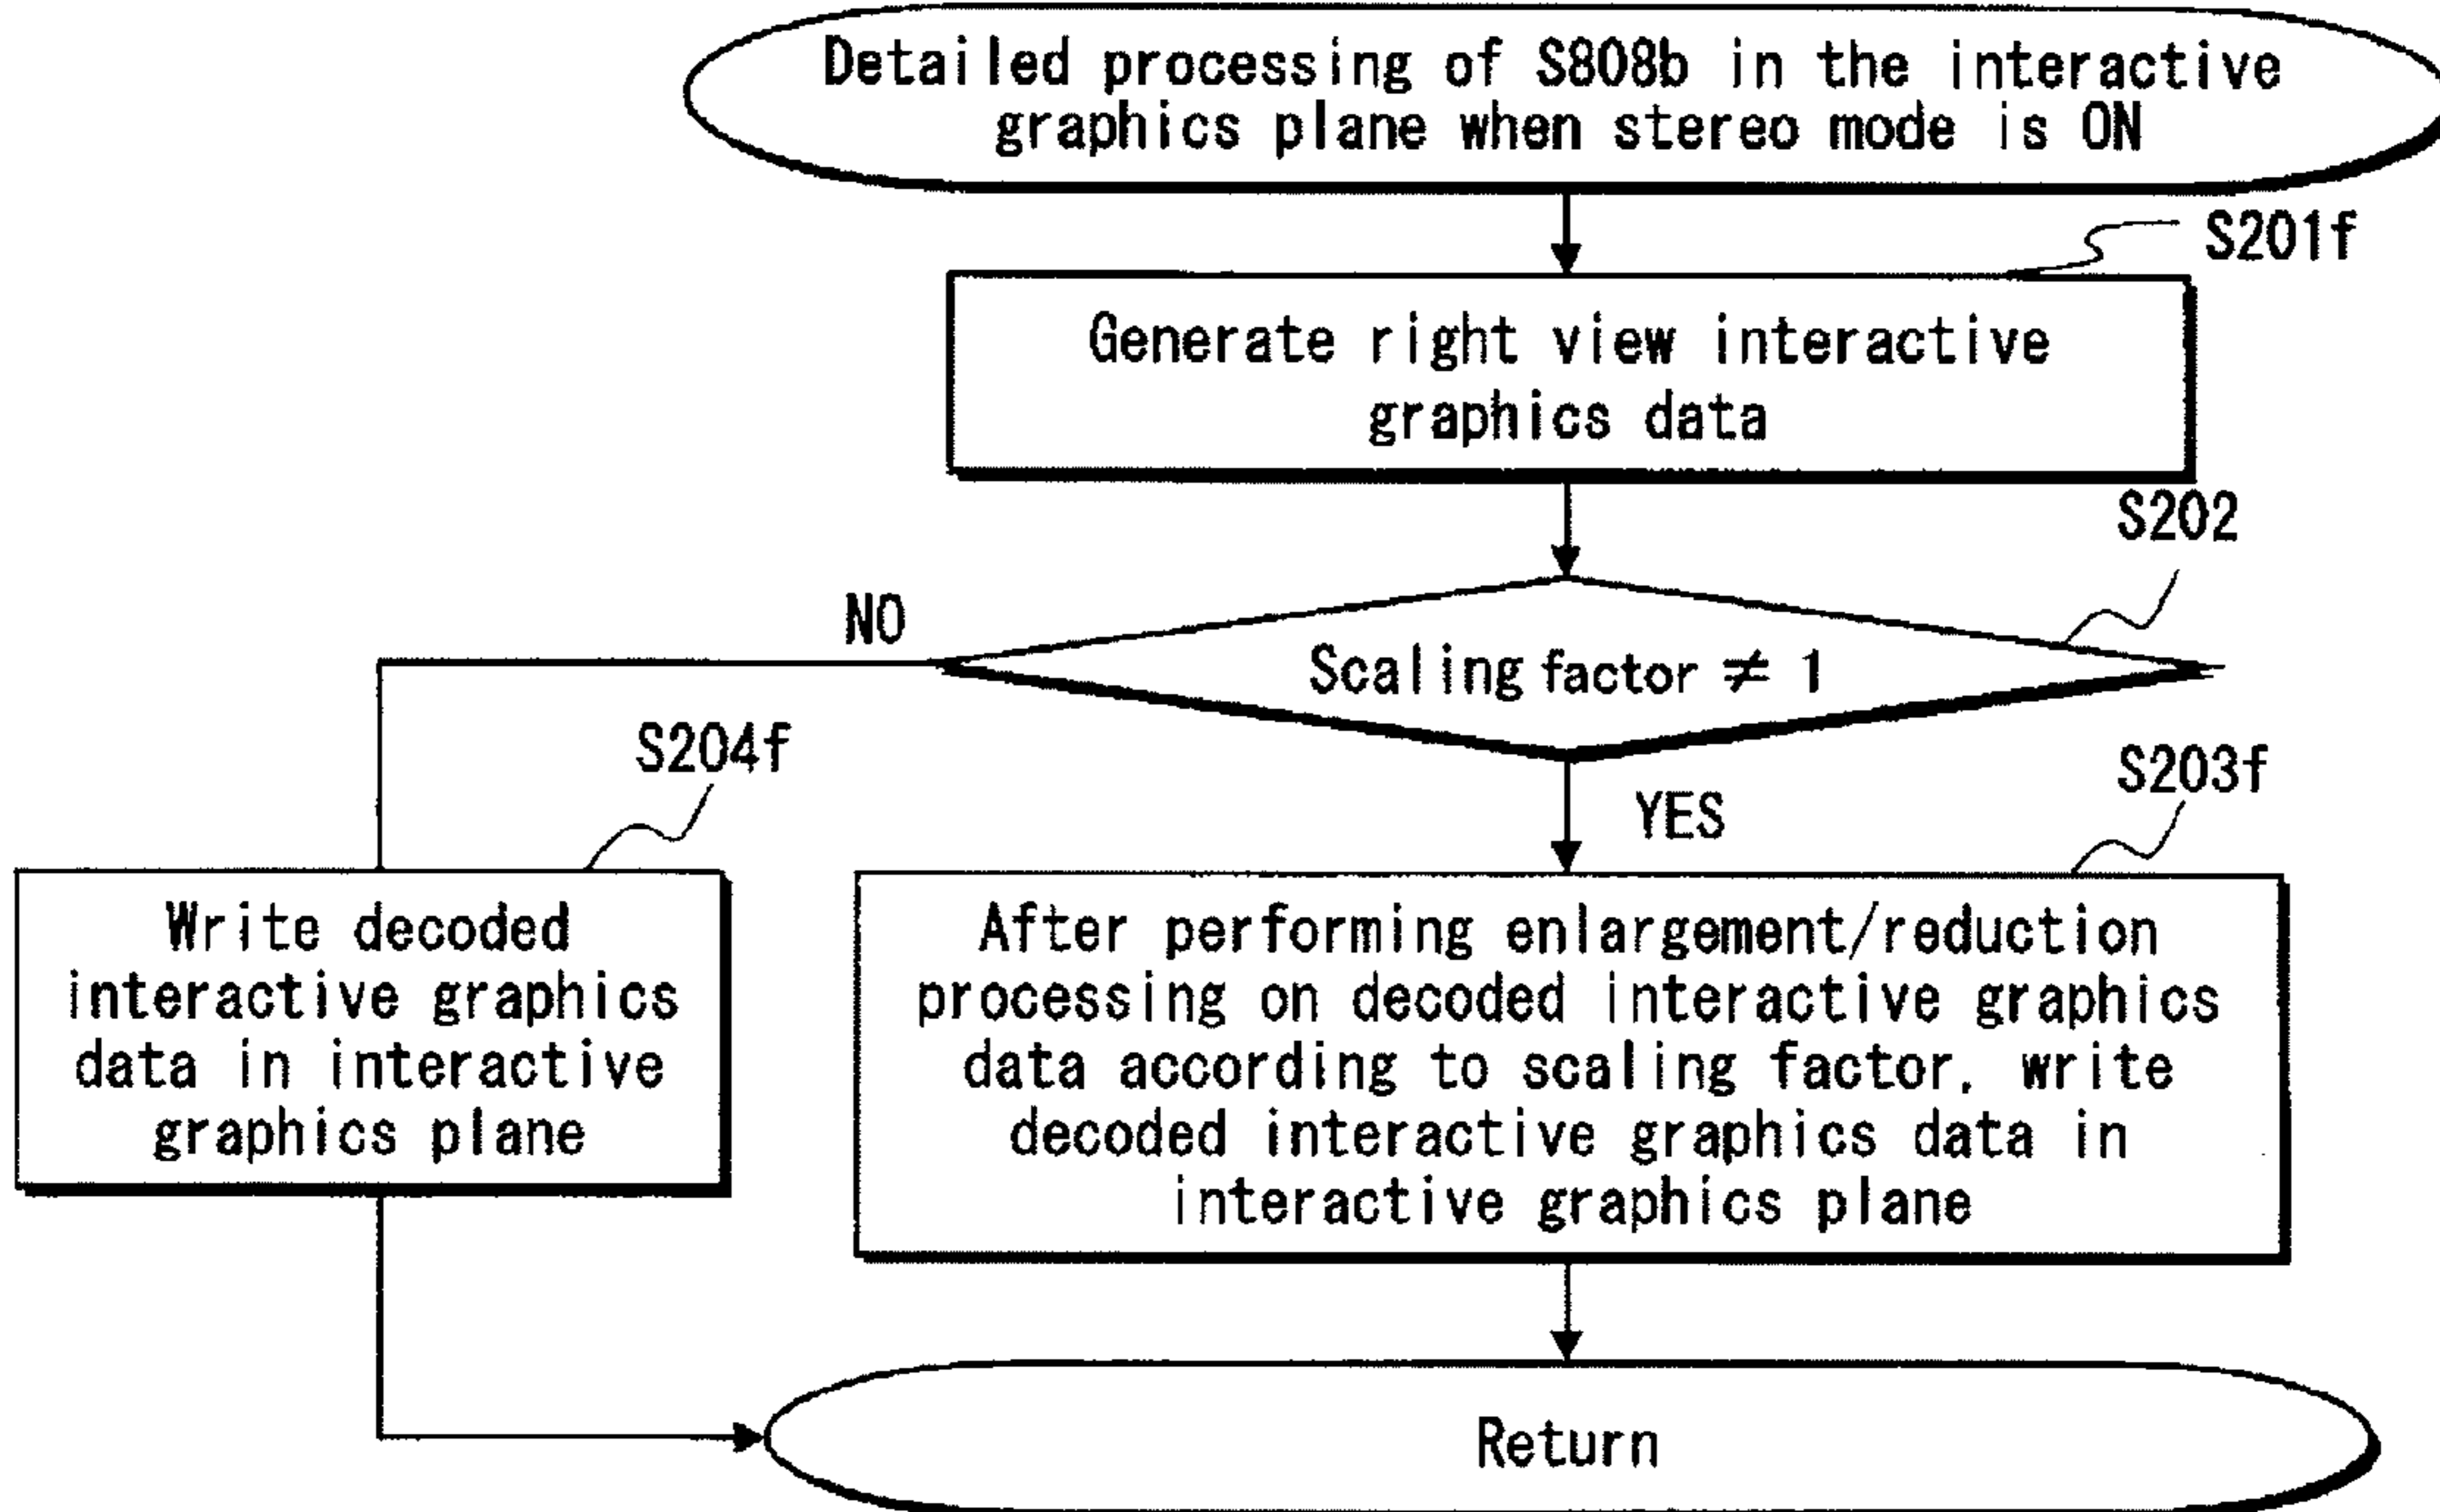 Detailed processing of S808b in the interactive
graphics plane when stereo mode is ON
S201f
Generate right view interactive
graphics data
S202
NO
Scaling factor ≠ 1
S204f
S203f
YES
Write decoded
interactive graphics
data in interactive
graphics plane
After performing enlargement/reduction
processing on decoded interactive graphics
data according to scaling factor, write
decoded interactive graphics data in
interactive graphics plane
Return